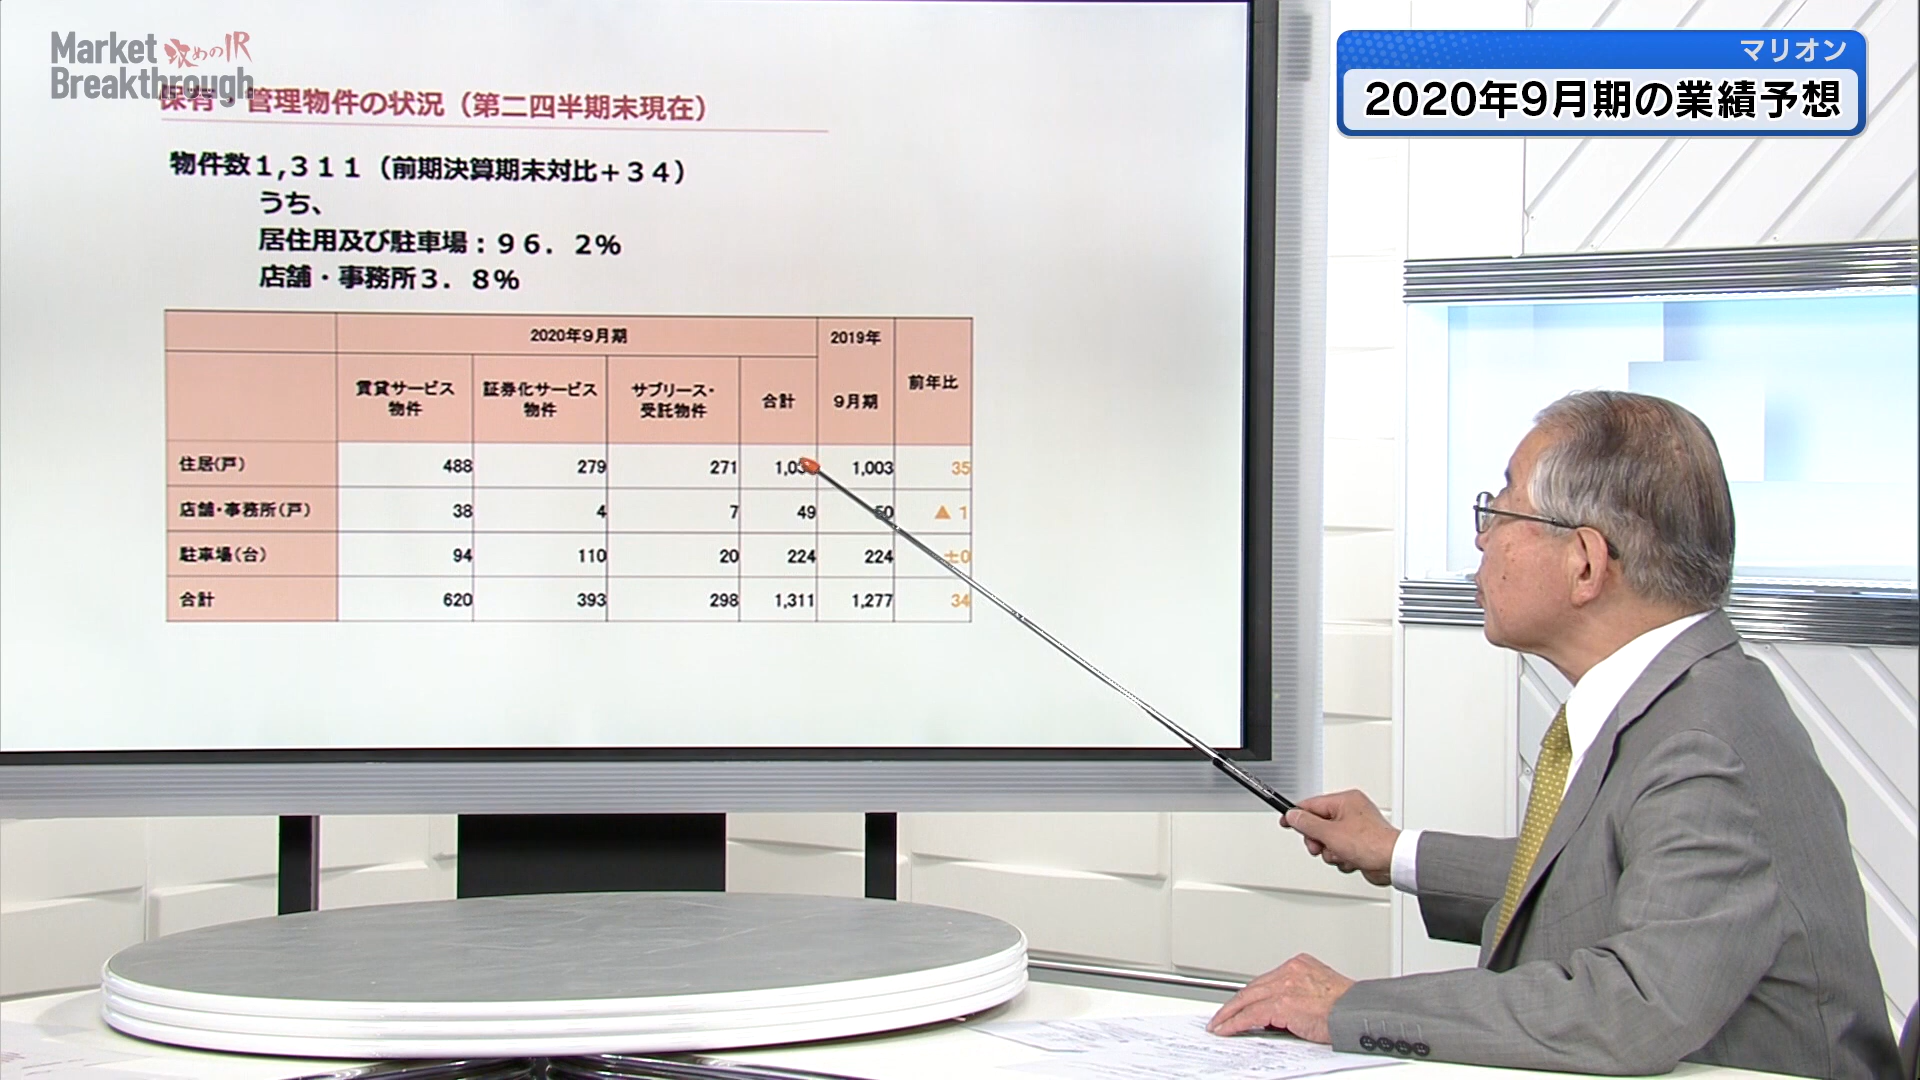 Market 攻めのIR
Breakthrough
マリオン
2020年9月期の業績予想
保有・管理物件の状況（第二四半期末現在）
物件数1,311（前期決算期末対比＋34）
うち、
居住用及び駐車場：96．2％
店舗・事務所3．8％
2020年9月期 2019年
賃貸サービス 証券化サービス サブリース・ 合計 9月期 前年比
物件 物件 受託物件
住居(戸) 488 279 271 1,003 35
店舗・事務所(戸) 38 4 7 49 50 ▲ 1
駐車場(台) 94 110 20 224 224 ±0
合計 620 393 298 1,311 1,277 34